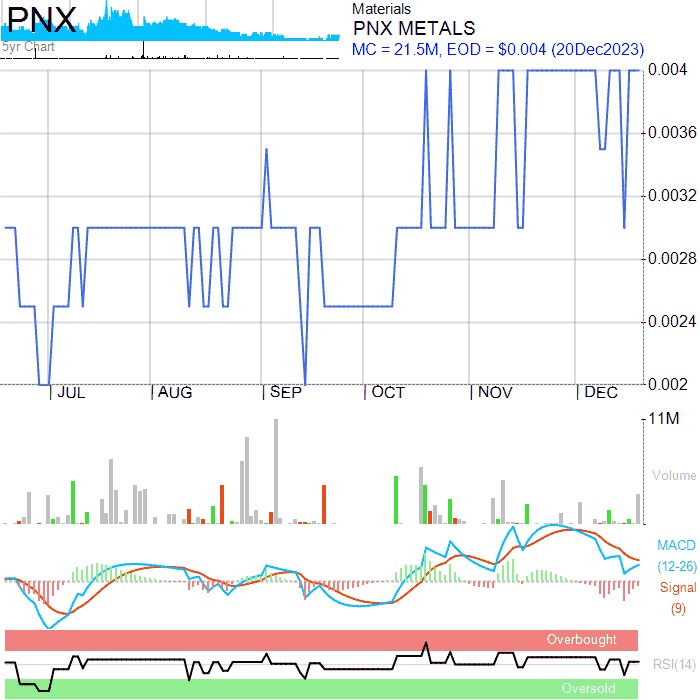 PNX
5yr Chart
Materials
PNX METALS
MC = 21.5M, EOD = $0.004 (20Dec2023)
0.004
0.0036
0.0032
0.0028
0.0024
0.002
JUL AUG SEP OCT NOV DEC
11M
Volume
MACD
(12-26)
Signal
(9)
Overbought
RSI(14)
Oversold